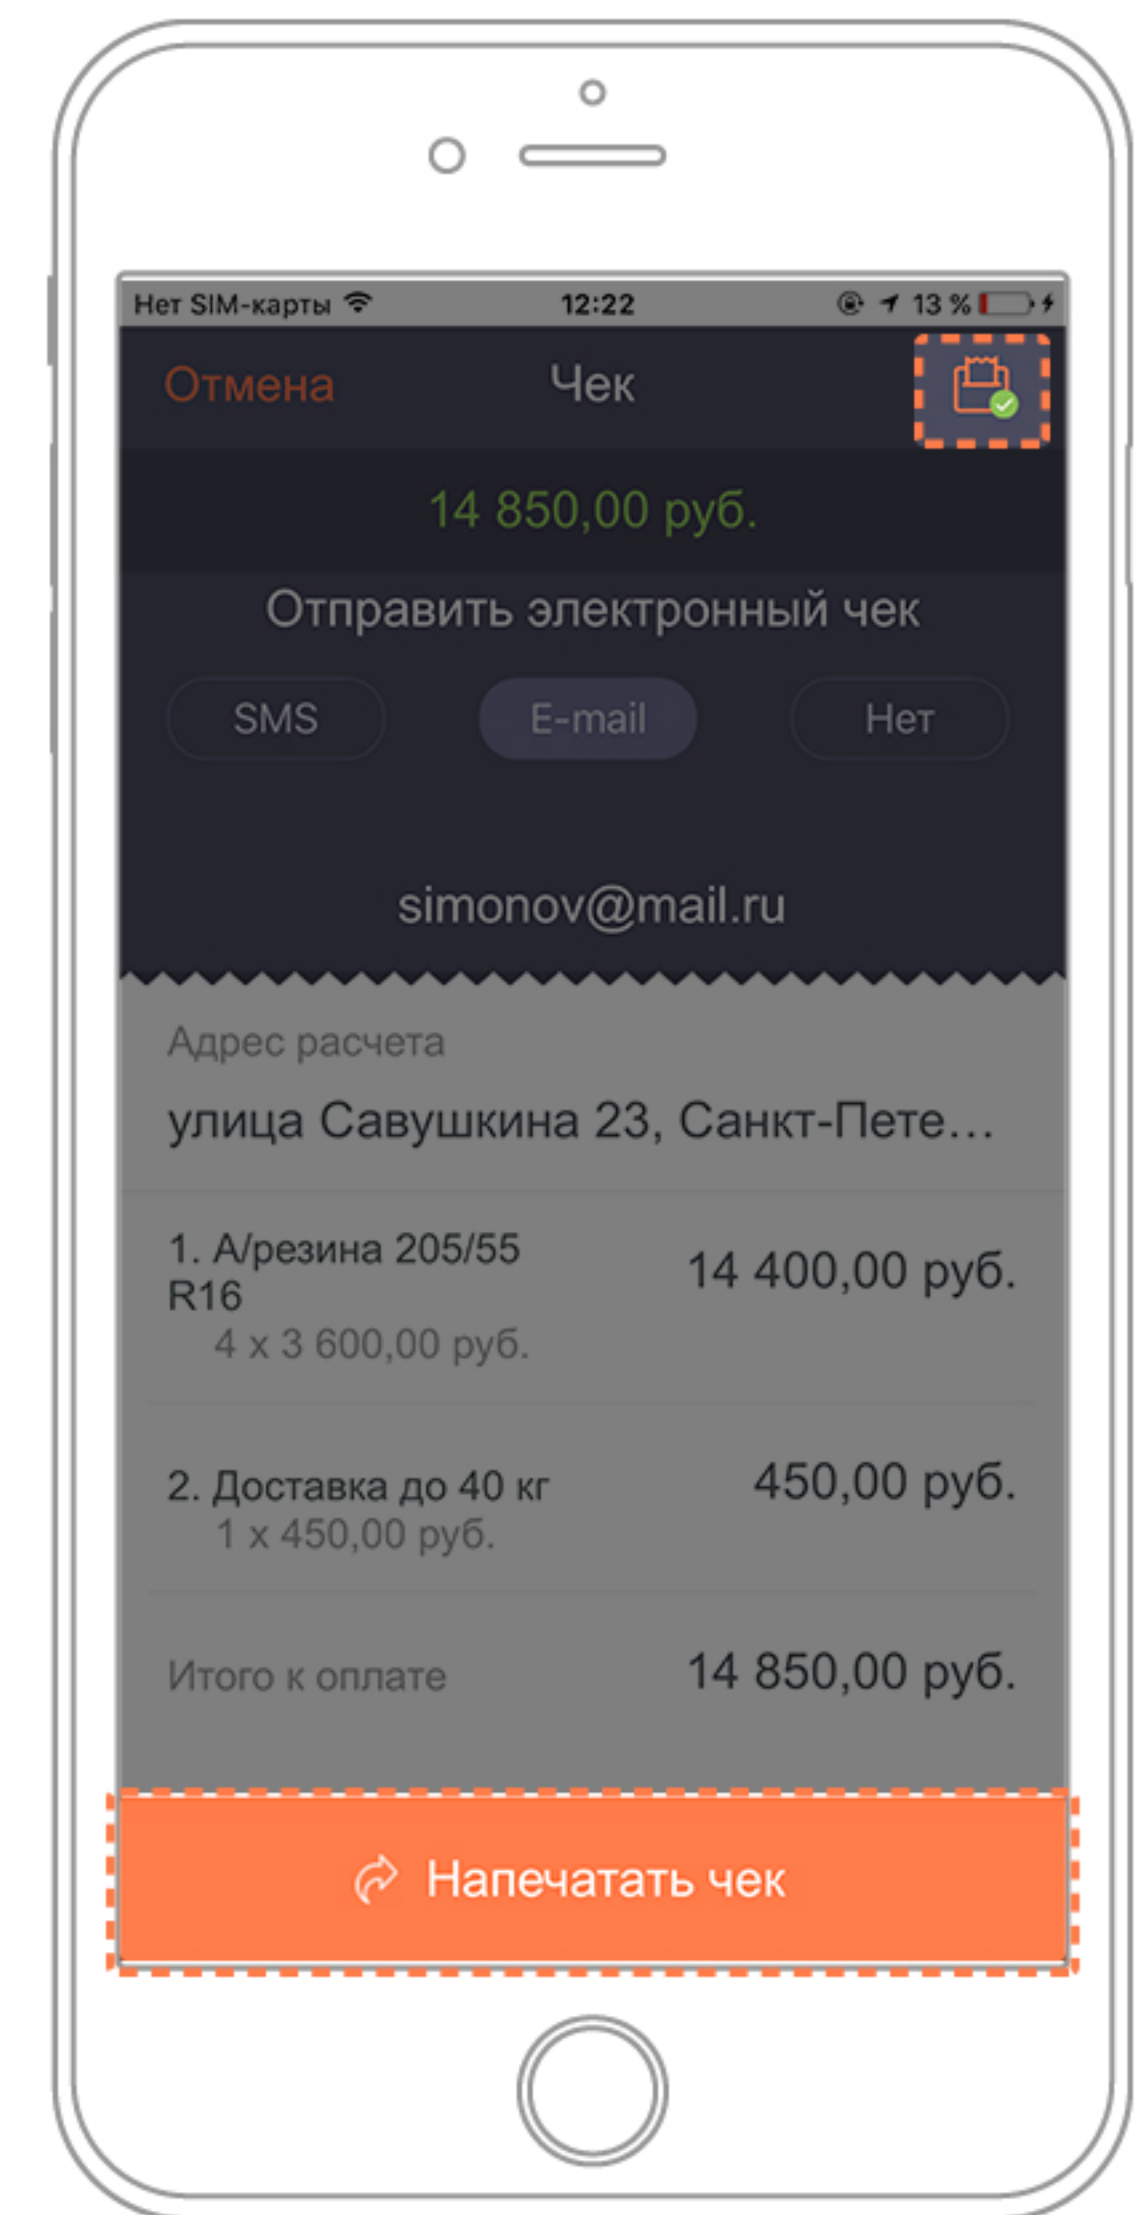 Нет SIM-карты 12:22 13 %
Отмена Чек
14 850,00 руб.
Отправить электронный чек
SMS E-mail Нет
simonov@mail.ru
Адрес расчета
улица Савушкина 23, Санкт-Пете...
1. А/резина 205/55 14 400,00 руб.
R16
4 x 3 600,00 руб.
2. Доставка до 40 кг 450,00 руб.
1 x 450,00 руб.
Итого к оплате 14 850,00 руб.
Напечатать чек